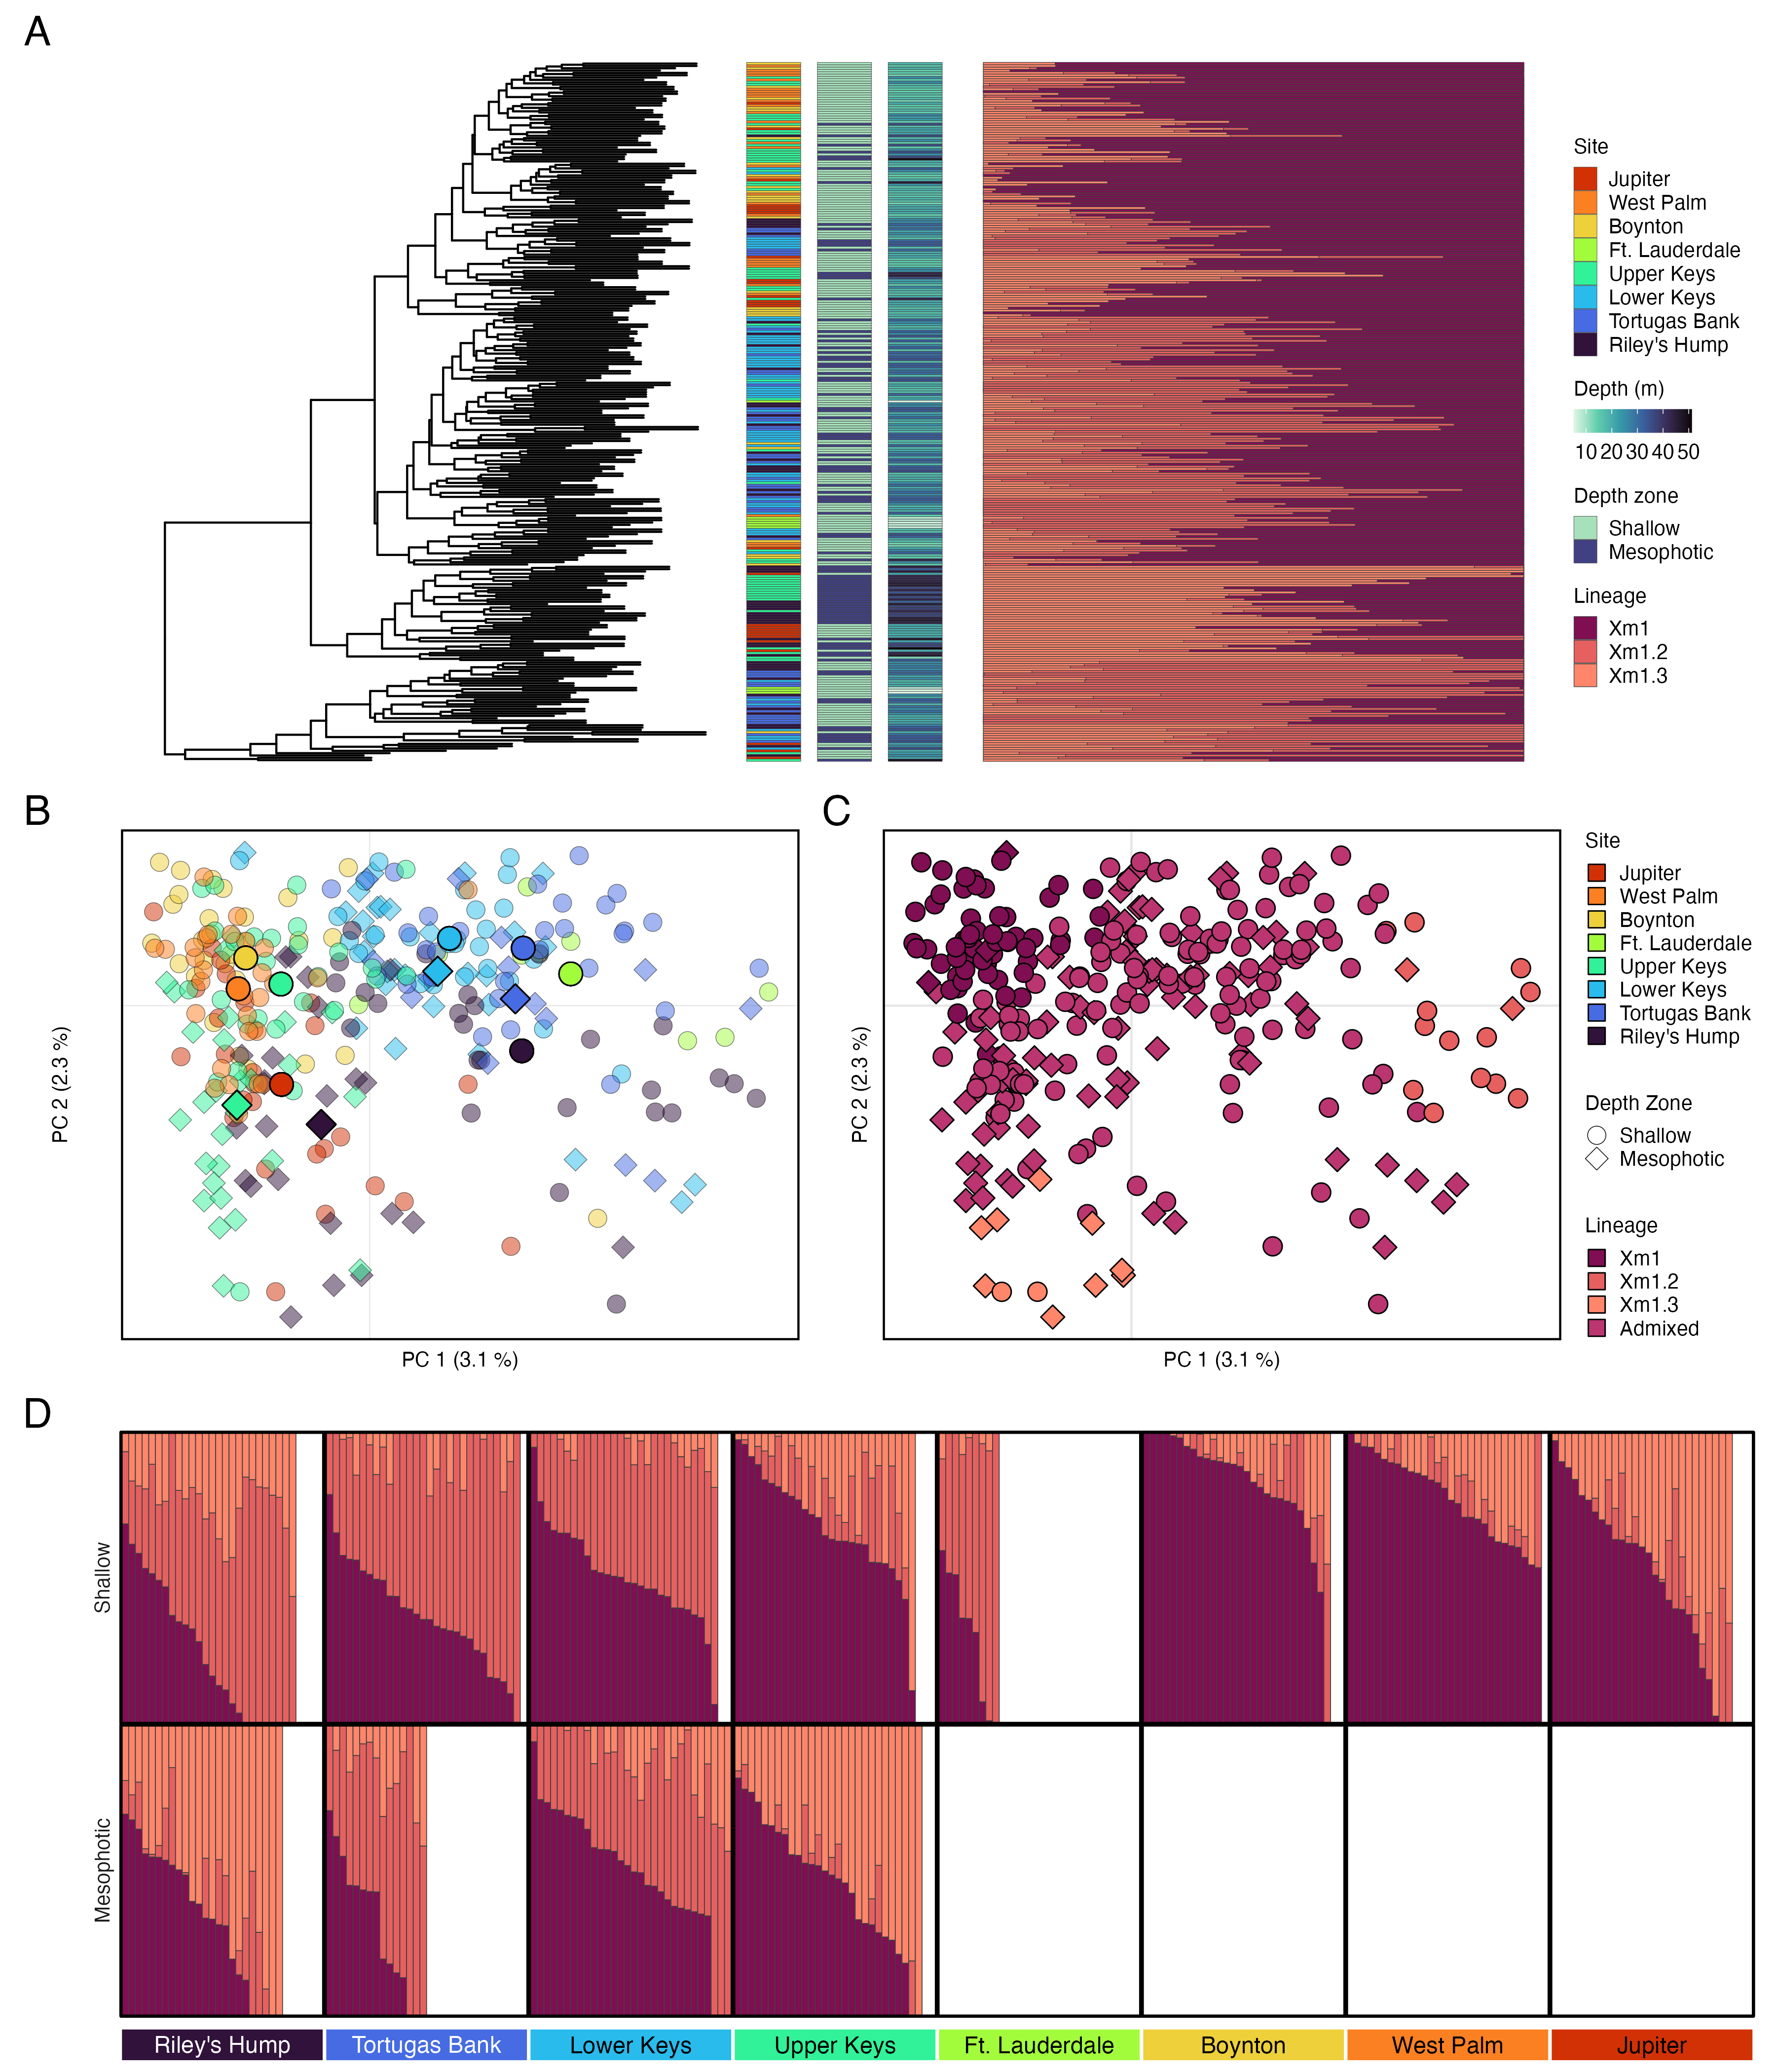 A
Site
Jupiter
West Palm
Boynton
Ft. Lauderdale
Upper Keys
Lower Keys
Tortugas Bank
Riley's Hump
Depth (m)
10 20 30 40 50
Depth zone
Shallow
Mesophotic
Lineage
Xm1
Xm1.2
Xm1.3
B
PC 2 (2.3 %)
PC 1 (3.1 %)
C
PC 2 (2.3 %)
PC 1 (3.1 %)
Site
Jupiter
West Palm
Boynton
Ft. Lauderdale
Upper Keys
Lower Keys
Tortugas Bank
Riley's Hump
Depth Zone
Shallow
Mesophotic
Lineage
Xm1
Xm1.2
Xm1.3
Admixed
D
Shallow
Mesophotic
Riley's Hump Tortugas Bank Lower Keys Upper Keys Ft. Lauderdale Boynton West Palm Jupiter